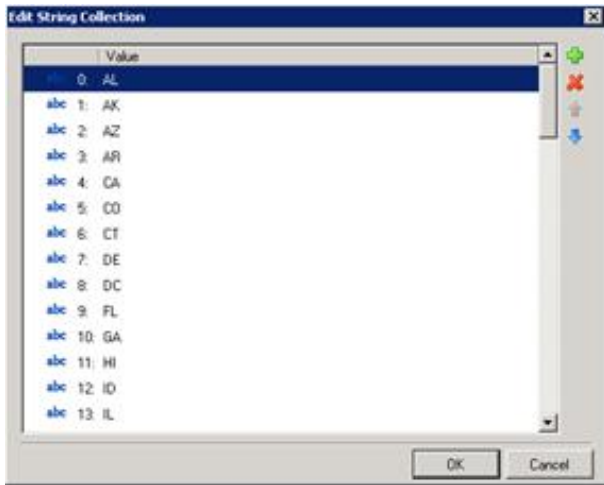 Edit String Collection
Value
0: AL
abc 1: AK
abc 2: AZ
abc 3: AR
abc 4: CA
abc 5: CO
abc 6: CT
abc 7: DE
abc 8: DC
abc 9: FL
abc 10: GA
abc 11: HI
abc 12: ID
abc 13: IL
OK Cancel